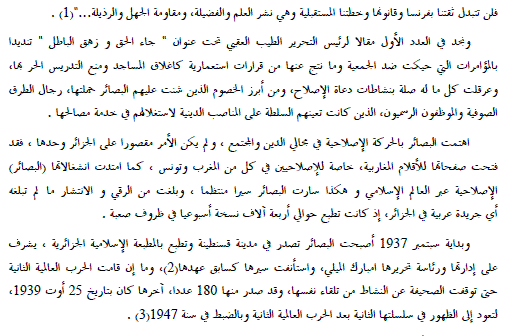 فلن تتبدل ثقتنا بفرنسا وقانونها وخطتنا المستقبلية وهي نشر العلم والفضيلة، ومقاومة الجهل والرذيلة..."(1) .
ونجد في العدد الأول مقالا لرئيس التحرير الطيب العقبي تحت عنوان " جاء الحق و زهق الباطل " تنديدا
بالمؤامرات التي حيكت ضد الجمعية وما نتج عنها من قرارات استعمارية كاغلاق المساجد ومنع التدريس الحر بها،
وعرقلت كل ما له صلة بنشاطات دعاة الإصلاح، ومن أبرز الخصوم الذين شنت عليهم البصائر حملتها، رجال الطرق
الصوفية والموظفون الرسميون، الذين كانت تعينهم السلطة على المناصب الدينية لاستغلالهم في خدمة مصالحها .
اهتمت البصائر بالحركة الإصلاحية في مجالي الدين والمجتمع ، و لم يكن الأمر مقصورا على الجزائر وحدها ، فقد
فتحت صفحاتها للأقلام المغاربية، خاصة للإصلاحيين في كل من المغرب وتونس ، كما امتدت انشغالاتها (البصائر)
الإصلاحية عبر العالم الإسلامي و هكذا سارت البصائر سيرا منتظما ، وبلغت من الرقي و الانتشار ما لم تبلغه
أي جريدة عربية في الجزائر، إذ كانت تطبع حوالي أربعة آلاف نسخة أسبوعيا في ظروف صعبة .
وبداية سبتمبر 1937 أصبحت البصائر تصدر في مدينة قسنطينة وتطبع بالمطبعة الإسلامية الجزائرية ، يشرف
على إدارتها ورئاسة تحريرها امبارك الميلي، واستأنفت سيرها كسابق عهدها(2)، وما إن قامت الحرب العالمية الثانية
حتى توقفت الصحيفة عن النشاط من تلقاء نفسها، وقد صدر منها 180 عددا، آخرها كان بتاريخ 25 أوت 1939،
لتعود إلى الظهور في سلسلتها الثانية بعد الحرب العالمية الثانية وبالضبط في سنة 1947(3) .